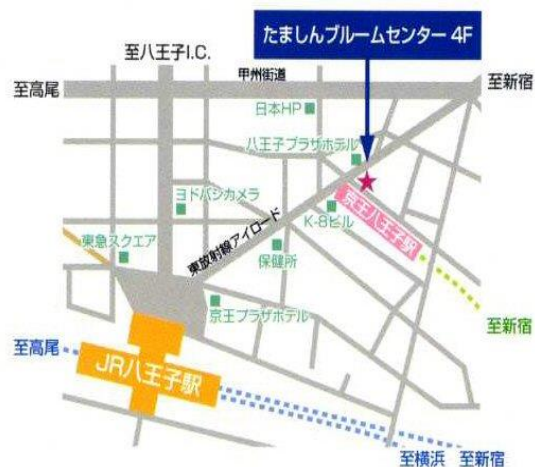 たましんブルームセンター 4F
至八王子I.C.
甲州街道
至高尾
至新宿
日本HP
八王子プラザホテル
ヨドバシカメラ
K-8ビル
京王八王子駅
東急スクエア
東放射線アイロード
保健所
京王プラザホテル
至新宿
至高尾
JR八王子駅
至横浜 至新宿